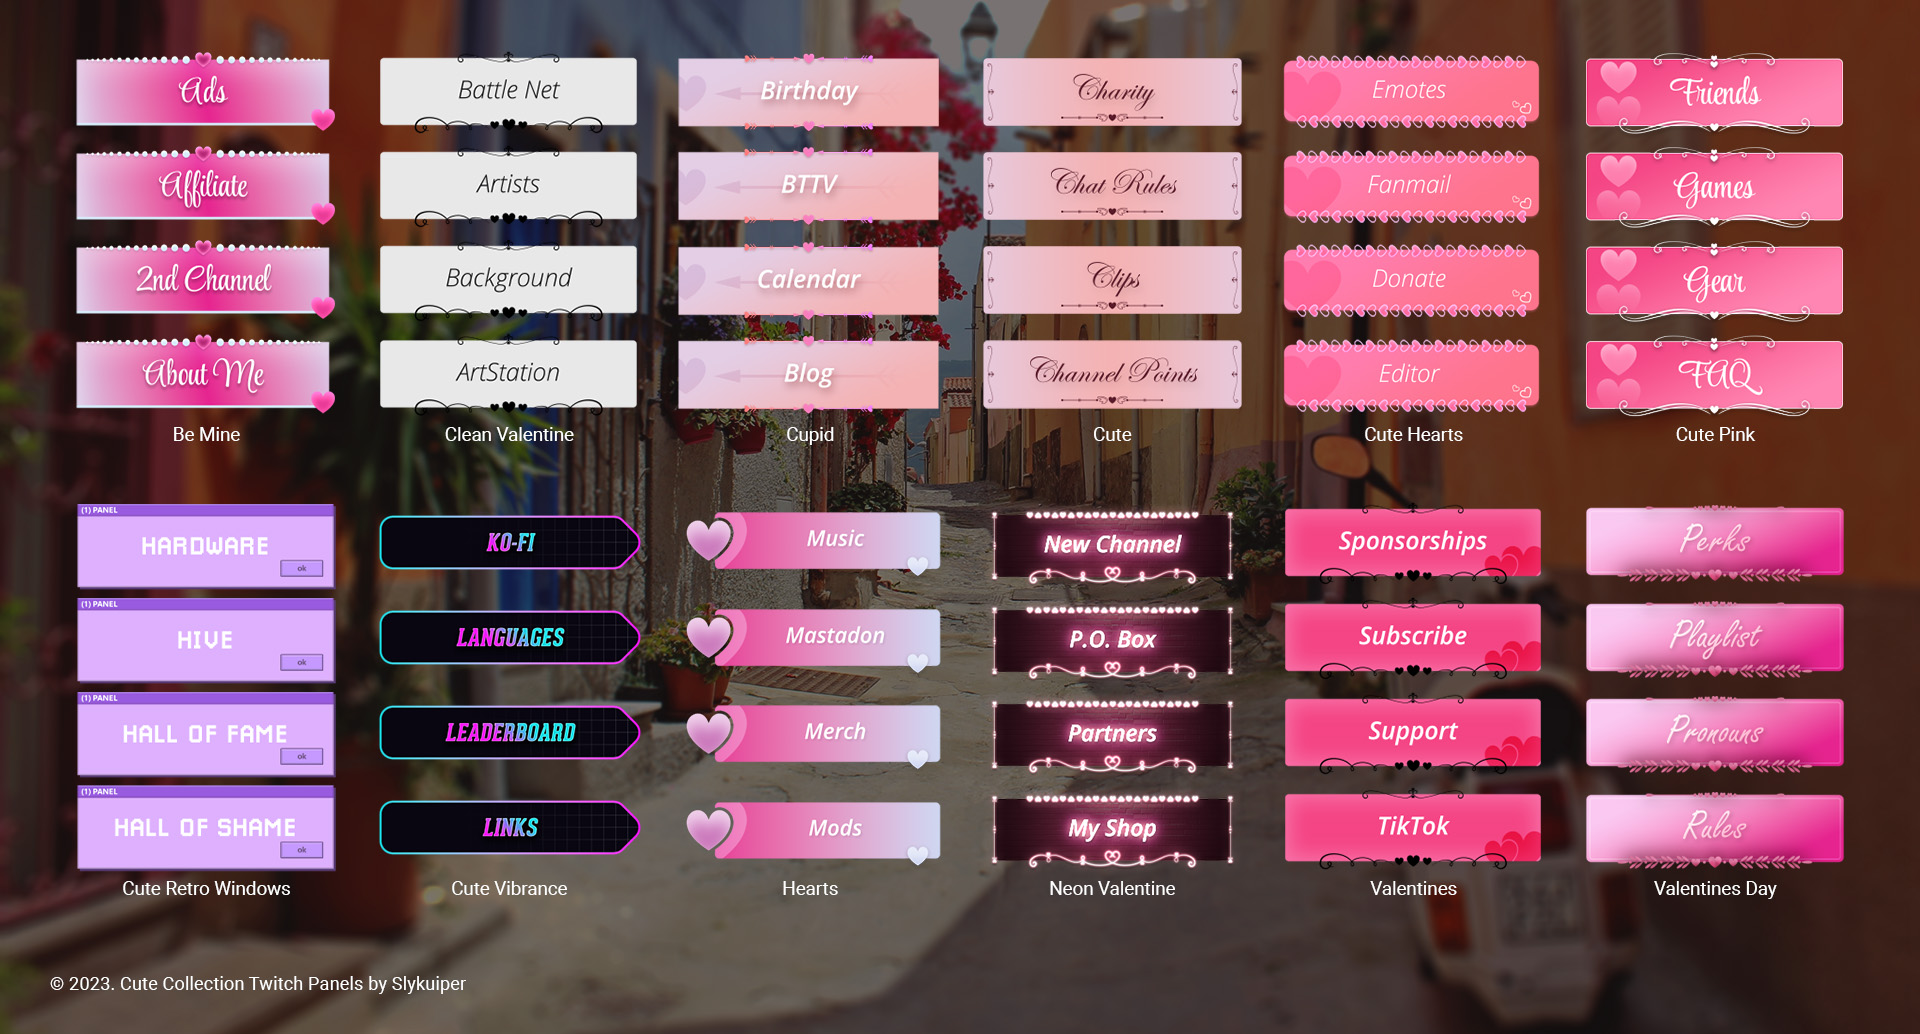 Ads
Affiliate
2nd Channel
About Me
Be Mine
Battle Net
Artists
Background
ArtStation
Clean Valentine
Birthday
BTTV
Calendar
Blog
Cupid
Charity
Chat Rules
Clips
Channel Points
Cute
Emotes
Fanmail
Donate
Editor
Cute Hearts
Friends
Games
Gear
FAQ
Cute Pink
(1) PANEL
HARDWARE
ok
(1) PANEL
HIVE
ok
(1) PANEL
HALL OF FAME
ok
(1) PANEL
HALL OF SHAME
ok
Cute Retro Windows
KO-FI
LANGUAGES
LEADERBOARD
LINKS
Cute Vibrance
Music
Mastadon
Merch
Mods
Hearts
New Channel
P.O. Box
Partners
My Shop
Neon Valentine
Sponsorships
Subscribe
Support
TikTok
Valentines
Perks
Playlist
Pronouns
Rules
Valentines Day
© 2023. Cute Collection Twitch Panels by Slykuiper